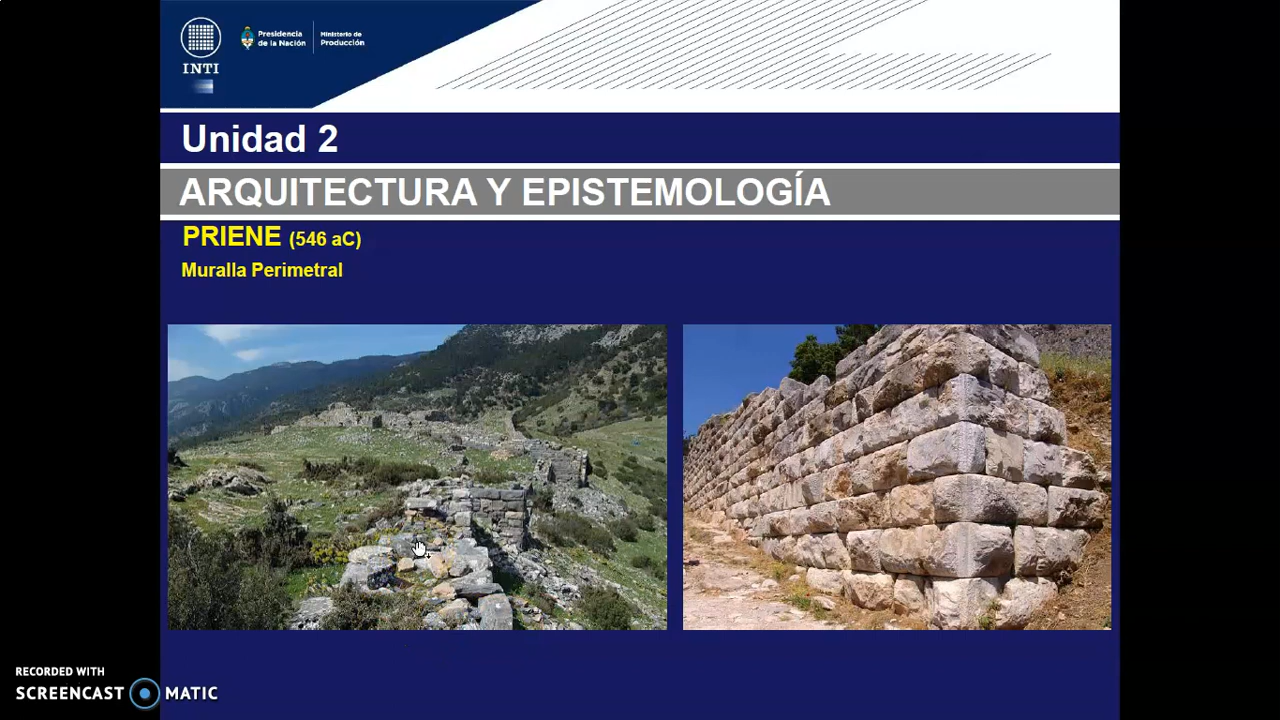 INTI
Presidencia
de la Nación
Ministerio de
Producción
Unidad 2
ARQUITECTURA Y EPISTEMOLOGÍA
PRIENE (546 aC)
Muralla Perimetral
RECORDED WITH
SCREENCAST MATIC